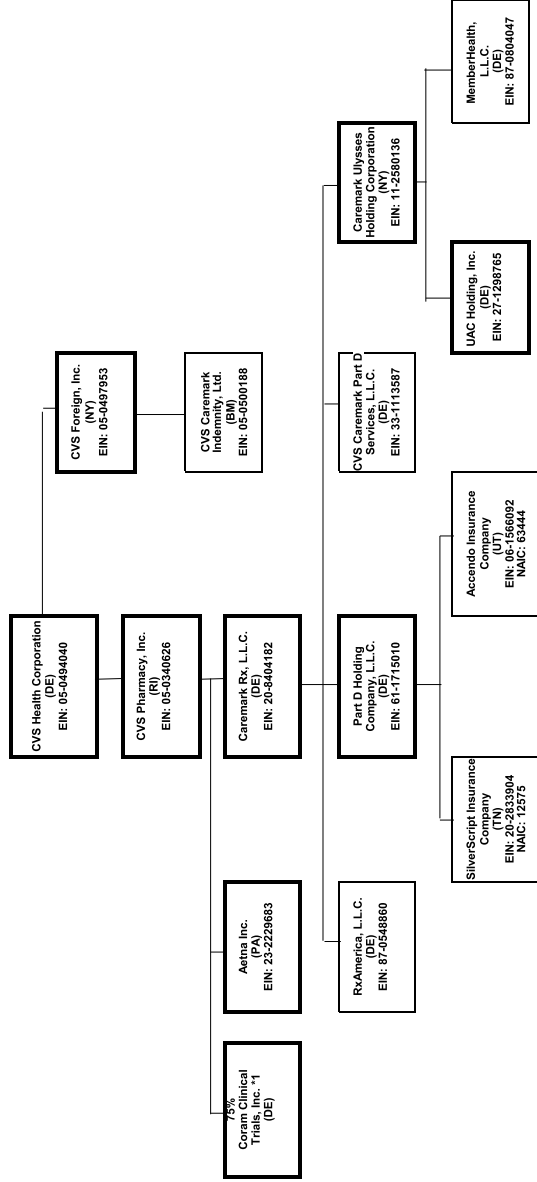 CVS Health Corporation
(DE)
EIN: 05-0494040
CVS Foreign, Inc.
(NY)
EIN: 05-0497953
CVS Pharmacy, Inc.
(RI)
EIN: 05-0340626
CVS Caremark
Indemnity, Ltd.
(BM)
EIN: 05-0500188
75%
Coram Clinical
Trials, Inc. *1
(DE)
Aetna Inc.
(PA)
EIN: 23-2229683
Caremark Rx, L.L.C.
(DE)
EIN: 20-8404182
RxAmerica, L.L.C.
(DE)
EIN: 87-0548860
Part D Holding
Company, L.L.C.
(DE)
EIN: 61-1715010
CVS Caremark Part D
Services, L.L.C.
(DE)
EIN: 33-1113587
Caremark Ulysses
Holding Corporation
(NY)
EIN: 11-2580136
SilverScript Insurance
Company
(TN)
EIN: 20-2833904
NAIC: 12575
Accendo Insurance
Company
(UT)
EIN: 06-1566092
NAIC: 63444
UAC Holding, Inc.
(DE)
EIN: 27-1298765
MemberHealth,
L.L.C.
(DE)
EIN: 87-0804047